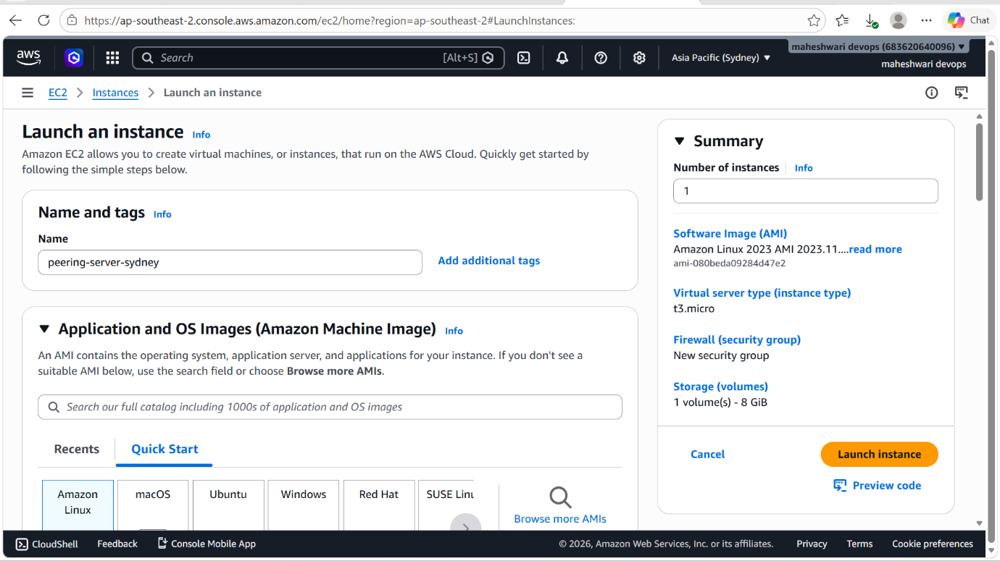 https://ap-southeast-2.console.aws.amazon.com/ec2/home?region=ap-southeast-2#LaunchInstances:
Chat
aws
Search
[Alt+S]
Asia Pacific (Sydney)
maheshwari devops (683620640096)
maheshwari devops
EC2
Instances
Launch an instance
Launch an instance Info
Amazon EC2 allows you to create virtual machines, or instances, that run on the AWS Cloud. Quickly get started by
following the simple steps below.
Name and tags Info
Name
peering-server-sydney
Add additional tags
Application and OS Images (Amazon Machine Image) Info
An AMI contains the operating system, application server, and applications for your instance. If you don't see a
suitable AMI below, use the search field or choose Browse more AMIs.
Search our full catalog including 1000s of application and OS images
Recents
Quick Start
Amazon
Linux
macOS
Ubuntu
Windows
Red Hat
SUSE
Browse more AMIs
Summary
Number of instances Info
1
Software Image (AMI)
Amazon Linux 2023 AMI 2023.11....read more
ami-080beda09284d47e2
Virtual server type (instance type)
t3.micro
Firewall (security group)
New security group
Storage (volumes)
1 volume(s) - 8 GiB
Cancel
Launch instance
Preview code
CloudShell
Feedback
Console Mobile App
© 2026, Amazon Web Services, Inc. or its affiliates.
Privacy
Terms
Cookie preferences